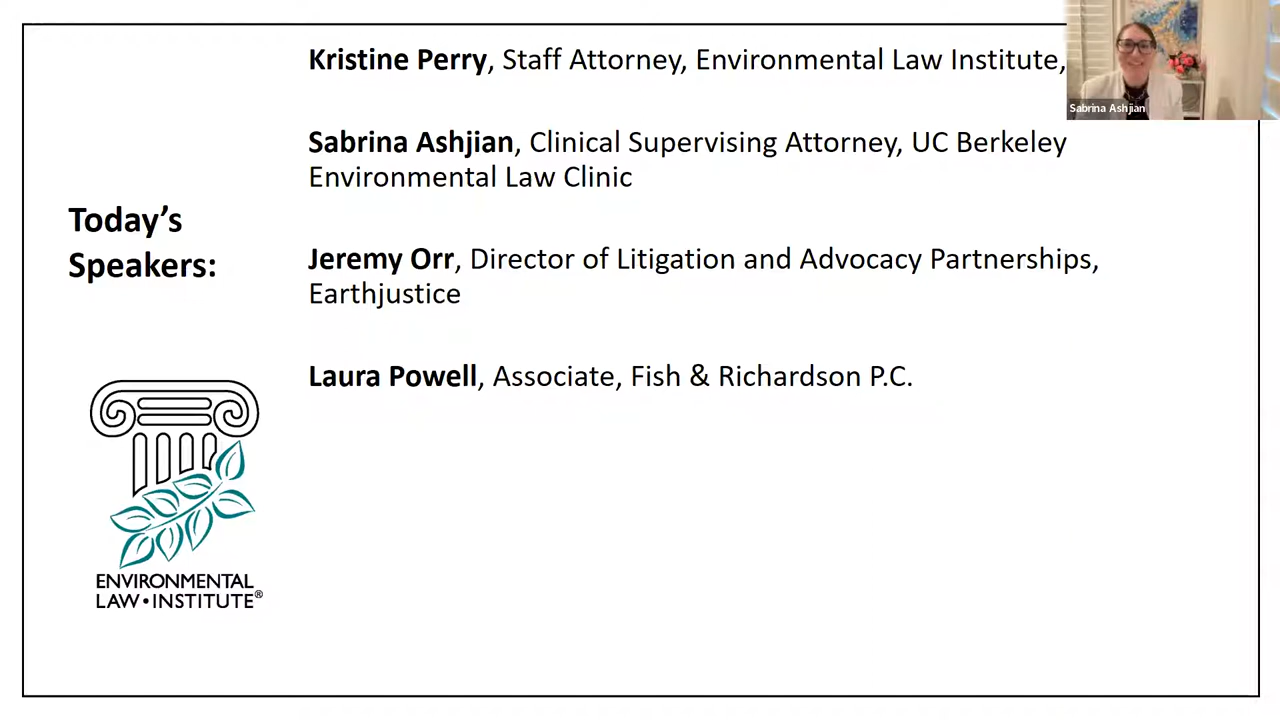 Kristine Perry, Staff Attorney, Environmental Law Institute,
Sabrina Ashjian
Sabrina Ashjian, Clinical Supervising Attorney, UC Berkeley
Environmental Law Clinic
Today’s
Speakers:
Jeremy Orr, Director of Litigation and Advocacy Partnerships,
Earthjustice
Laura Powell, Associate, Fish & Richardson P.C.
ENVIRONMENTAL
LAW•INSTITUTE®